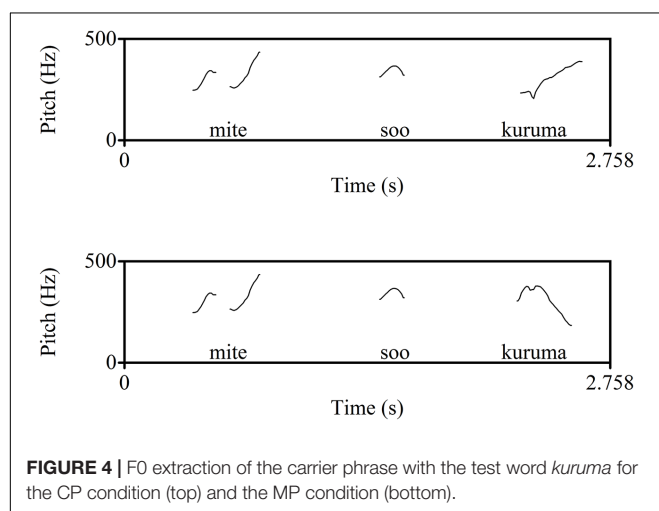 500
Pitch (Hz)
0
mite soo kuruma
0 2.758
Time (s)
500
Pitch (Hz)
0
mite soo kuruma
0 2.758
Time (s)
FIGURE 4 | F0 extraction of the carrier phrase with the test word kuruma for
the CP condition (top) and the MP condition (bottom).